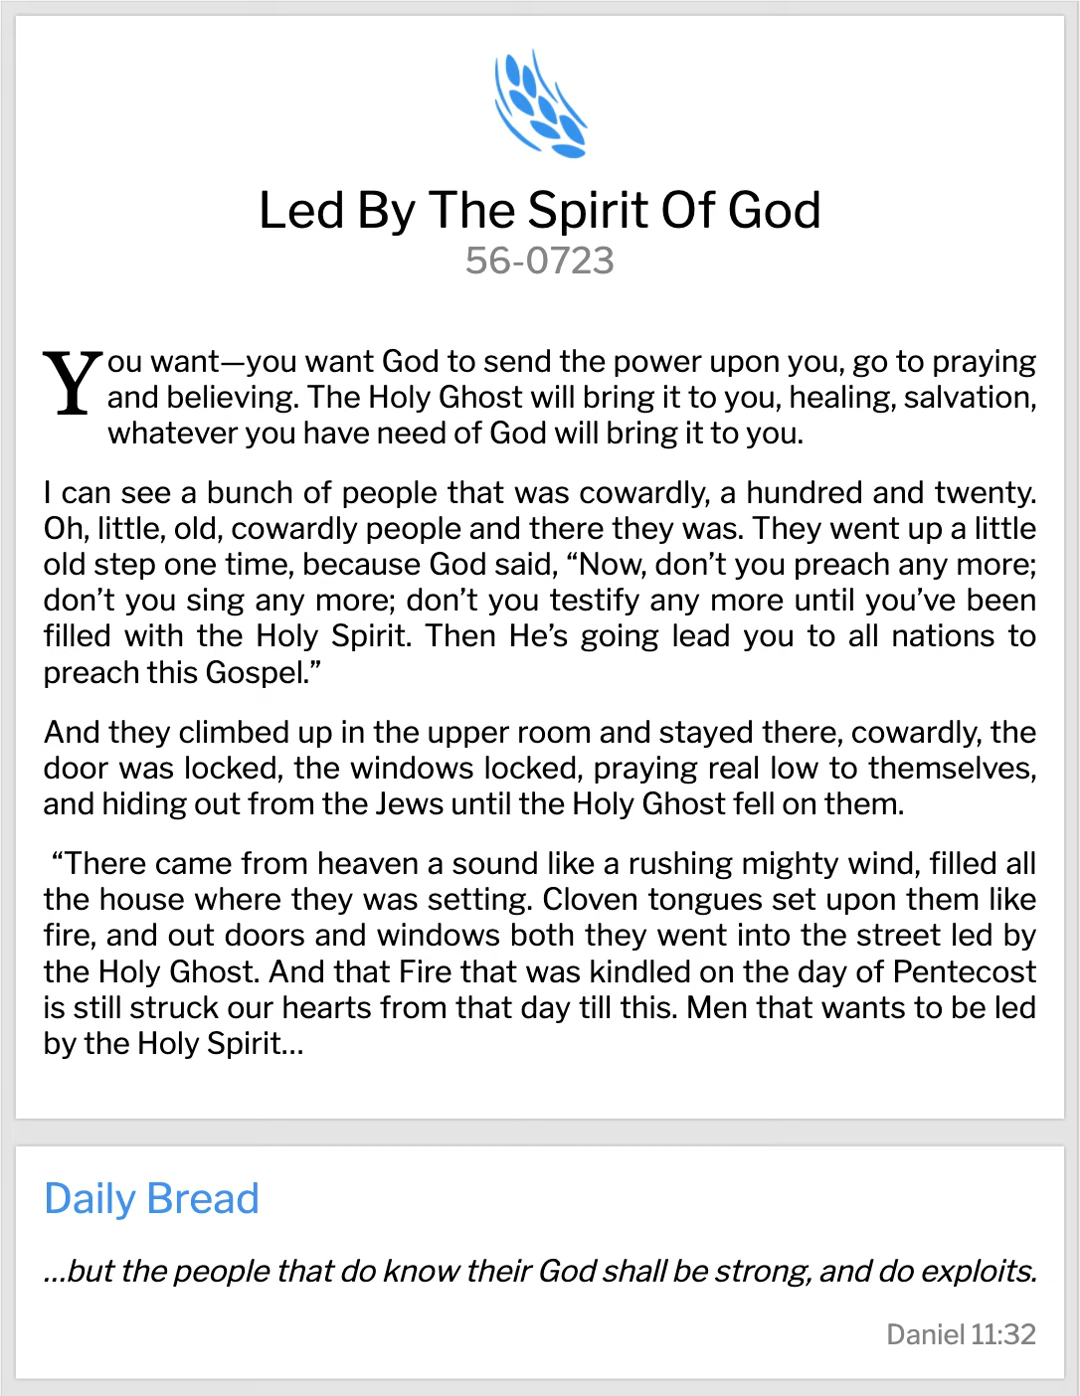 Led By The Spirit Of God
56-0723
You want—you want God to send the power upon you, go to praying
and believing. The Holy Ghost will bring it to you, healing, salvation,
whatever you have need of God will bring it to you.
I can see a bunch of people that was cowardly, a hundred and twenty.
Oh, little, old, cowardly people and there they was. They went up a little
old step one time, because God said, “Now, don’t you preach any more;
don’t you sing any more; don’t you testify any more until you’ve been
filled with the Holy Spirit. Then He’s going lead you to all nations to
preach this Gospel.”
And they climbed up in the upper room and stayed there, cowardly, the
door was locked, the windows locked, praying real low to themselves,
and hiding out from the Jews until the Holy Ghost fell on them.
“There came from heaven a sound like a rushing mighty wind, filled all
the house where they was setting. Cloven tongues set upon them like
fire, and out doors and windows both they went into the street led by
the Holy Ghost. And that Fire that was kindled on the day of Pentecost
is still struck our hearts from that day till this. Men that wants to be led
by the Holy Spirit...
Daily Bread
...but the people that do know their God shall be strong, and do exploits.
Daniel 11:32